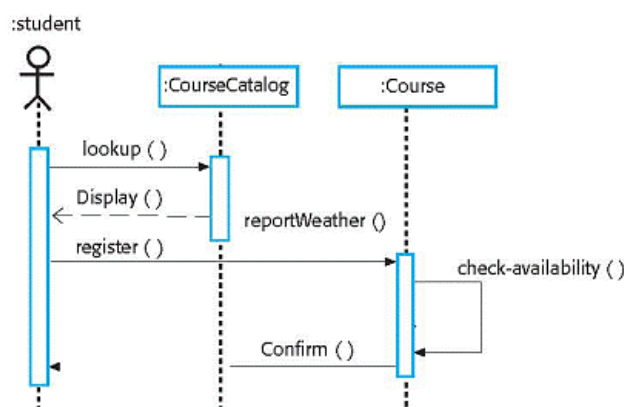 :student
:CourseCatalog
:Course
lookup ( )
Display ( )
reportWeather ()
register ( )
check-availability ( )
Confirm ( )